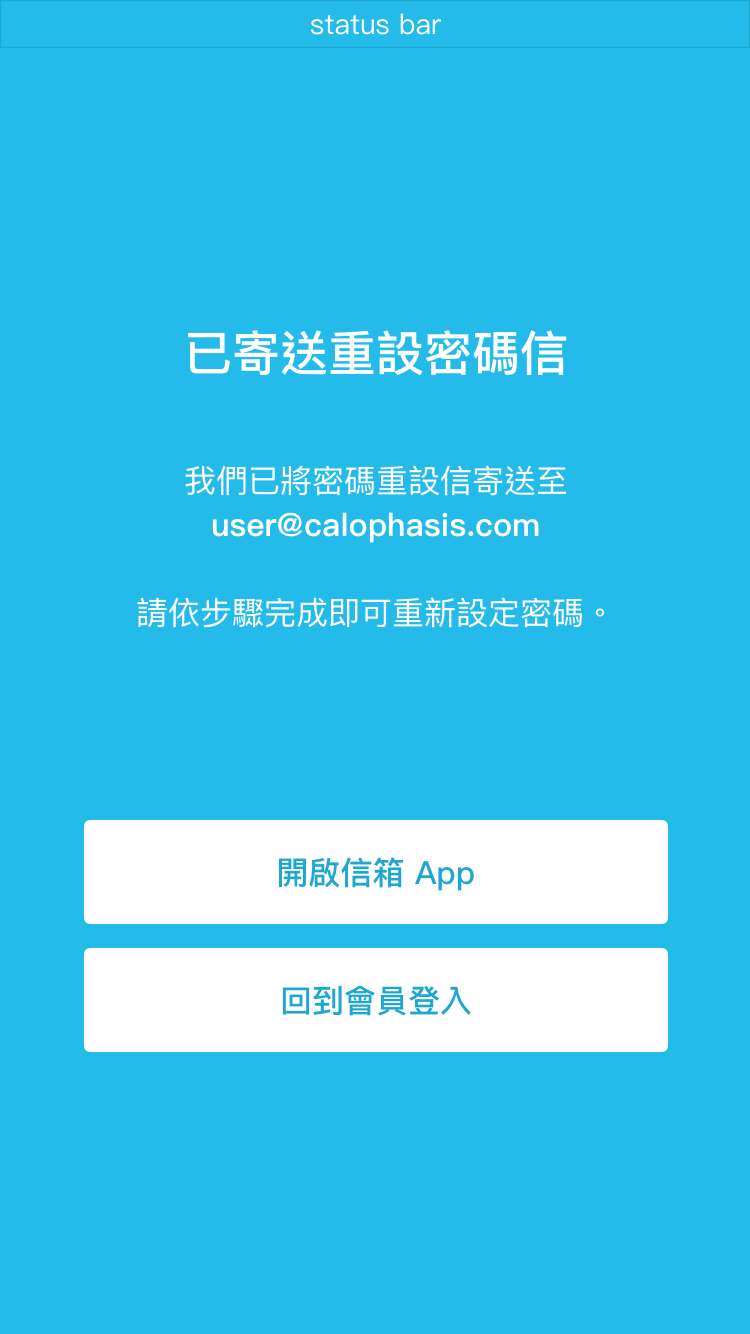 status bar
已寄送重設密碼信
我們已將密碼重設信寄送至
user@calophasis.com
請依步驟完成即可重新設定密碼。
開啟信箱 App
回到會員登入